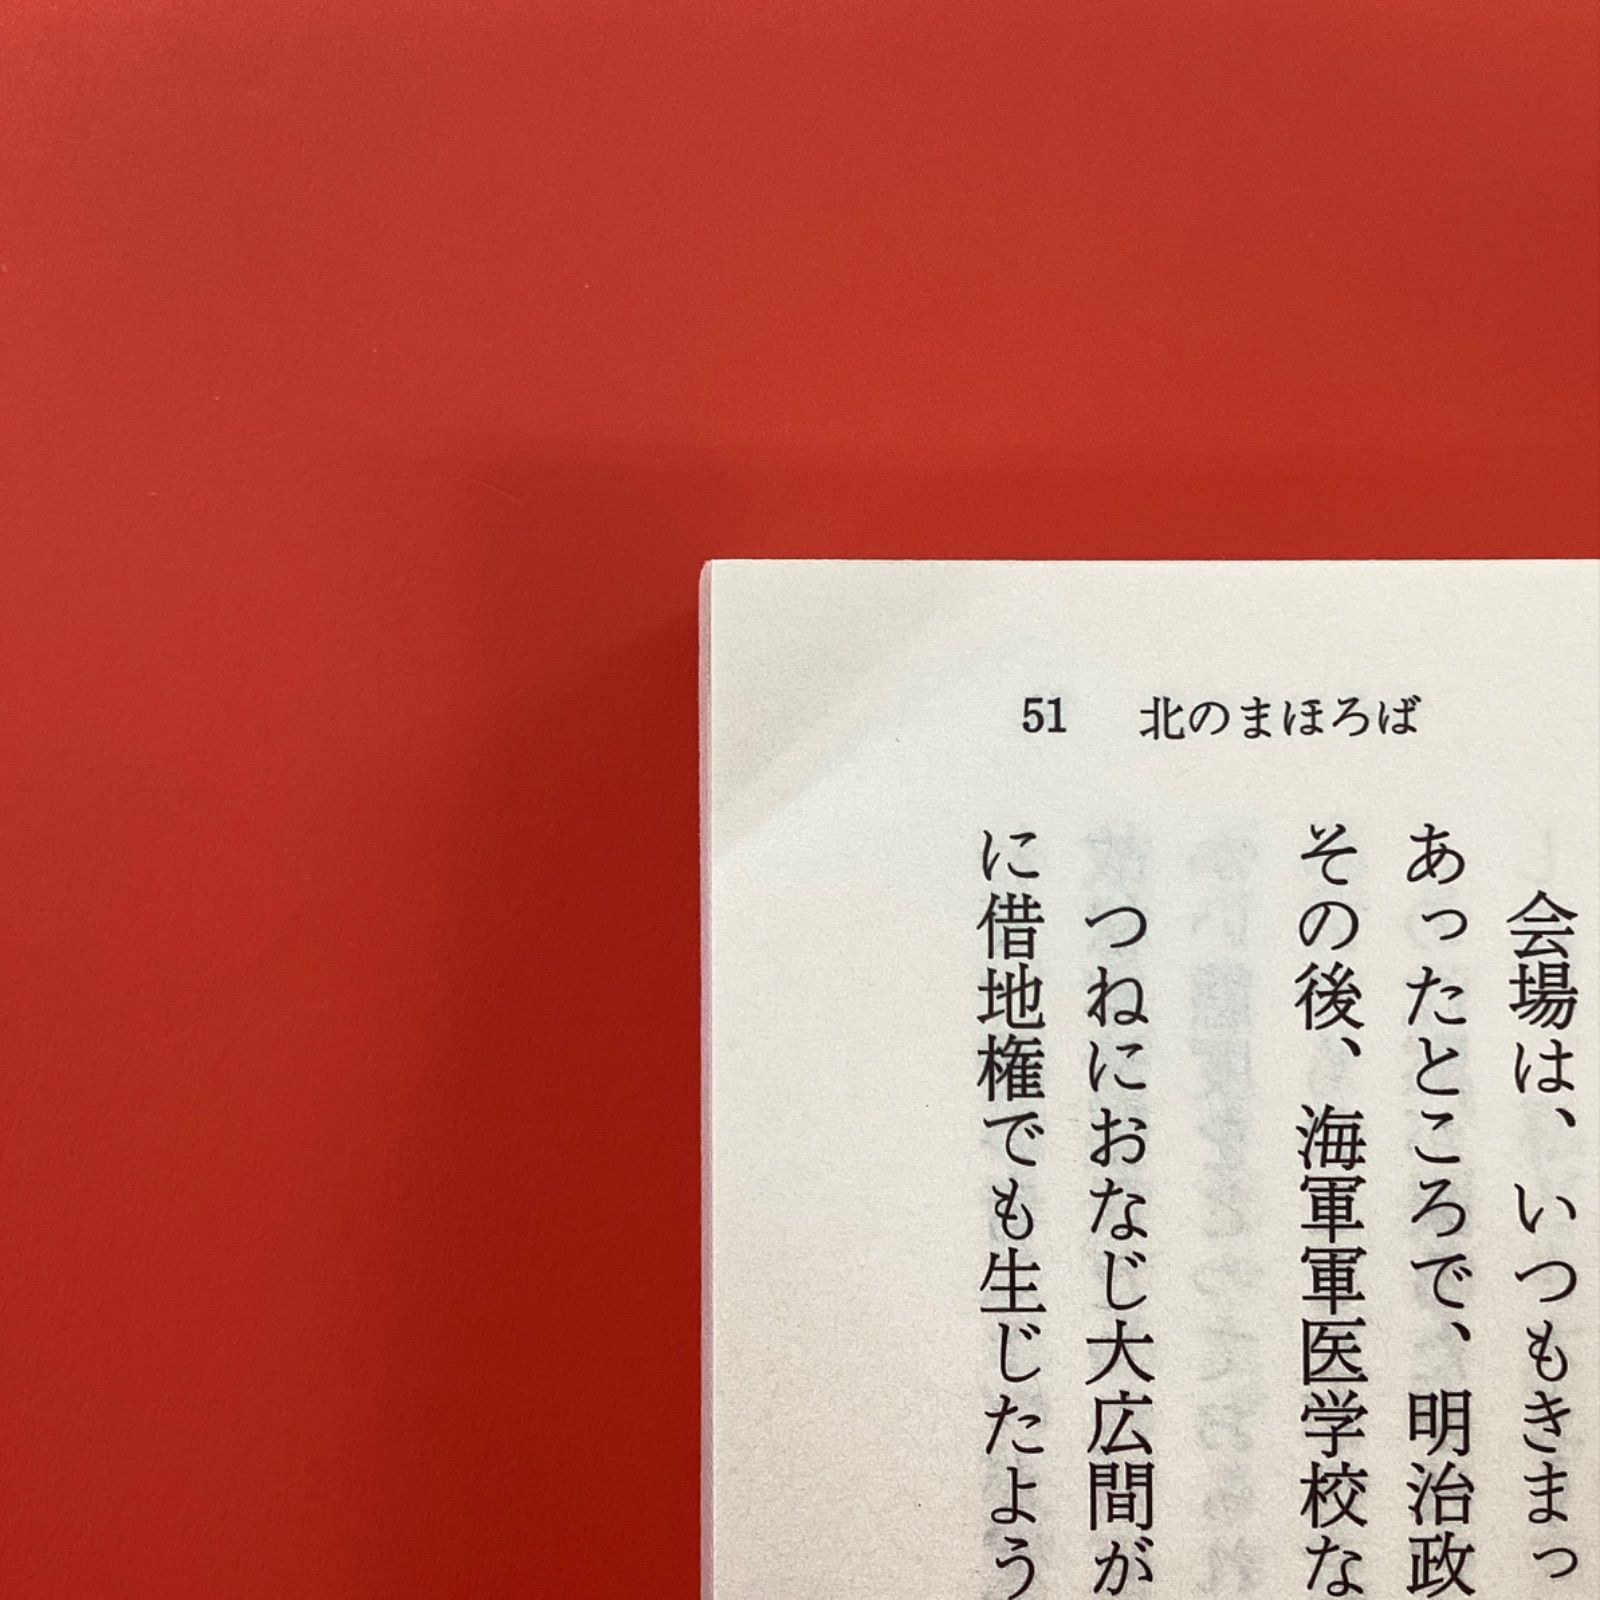 51 北のまほろば
会場は、いつもきまっ
あったところで、明治政
その後、海軍軍医学校な
つねにおなじ大広間が
に借地権でも生じたよう